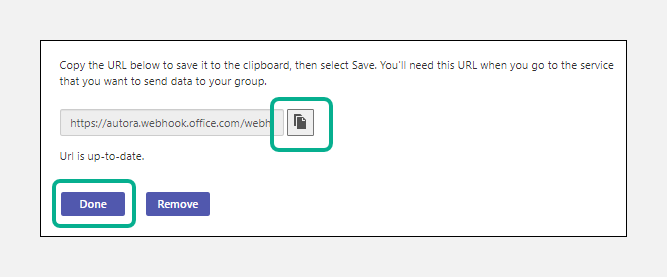 Copy the URL below to save it to the clipboard, then select Save. You'll need this URL when you go to the service
that you want to send data to your group.
https://autora.webhook.office.com/webh
Url is up-to-date.
Done Remove